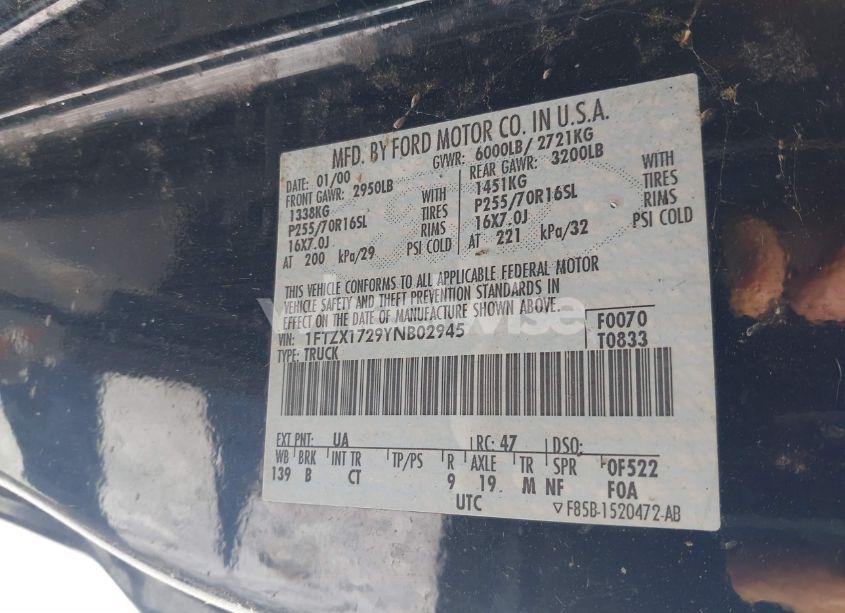 MFD. BY FORD MOTOR CO. IN U.S.A.
DATE: 01/00 GVWR: 6000LB/ 2721KG
FRONT GAWR: 2950LB REAR GAWR: 3200LB
1338KG WITH 1451KG WITH
P255/70R16SL TIRES P255/70R16SL TIRES
16X7.0J RIMS 16X7.0J RIMS
AT 200 kPa/29 PSI COLD AT 221 kPa/32 PSI COLD
THIS VEHICLE CONFORMS TO ALL APPLICABLE FEDERAL MOTOR
VEHICLE SAFETY AND THEFT PREVENTION STANDARDS IN
EFFECT ON THE DATE OF MANUFACTURE SHOWN ABOVE.
VIN: 1FTZX1729YNB02945 F0070
TYPE: TRUCK T0833
EXT PNT: UA RC: 47 DSO:
WB BRK INT TR TP/PS R AXLE TR SPR OF522
139 B CT 9 19 M NF FOA
UTC F85B-1520472-AB